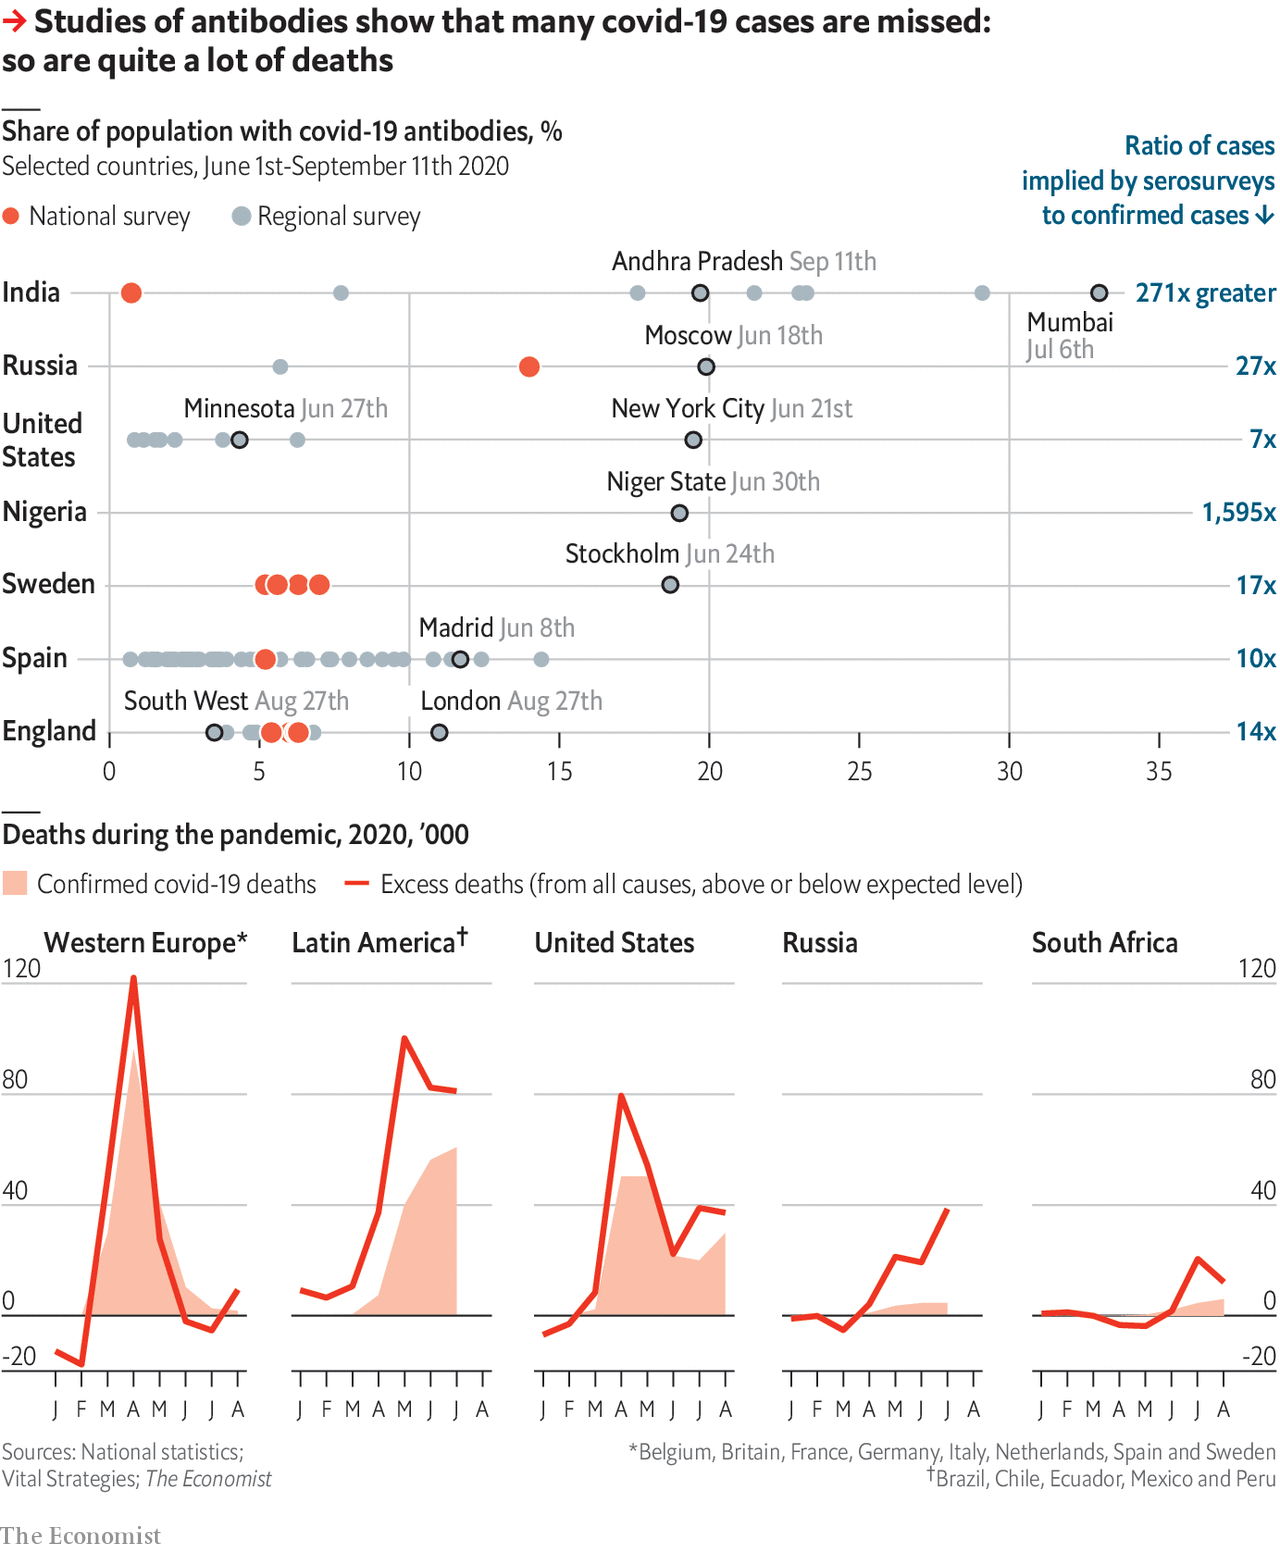 → Studies of antibodies show that many covid-19 cases are missed:
so are quite a lot of deaths
Share of population with covid-19 antibodies, %
Selected countries, June 1st-September 11th 2020
National survey Regional survey
Ratio of cases
implied by serosurveys
to confirmed cases ↓
Andhra Pradesh Sep 11th
India 271x greater
Mumbai
Jul 6th
Moscow Jun 18th
Russia 27x
Minnesota Jun 27th New York City Jun 21st
United
States 7x
Niger State Jun 30th
Nigeria 1,595x
Stockholm Jun 24th
Sweden 17x
Madrid Jun 8th
Spain 10x
South West Aug 27th London Aug 27th
England 14x
0 5 10 15 20 25 30 35
Deaths during the pandemic, 2020, ’000
Confirmed covid-19 deaths Excess deaths (from all causes, above or below expected level)
Western Europe* Latin America† United States Russia South Africa
120 120
80 80
40 40
0 0
-20 -20
J F M A M J J A J F M A M J J A J F M A M J J A J F M A M J J A J F M A M J J A
Sources: National statistics;
Vital Strategies; The Economist
*Belgium, Britain, France, Germany, Italy, Netherlands, Spain and Sweden
†Brazil, Chile, Ecuador, Mexico and Peru
The Economist